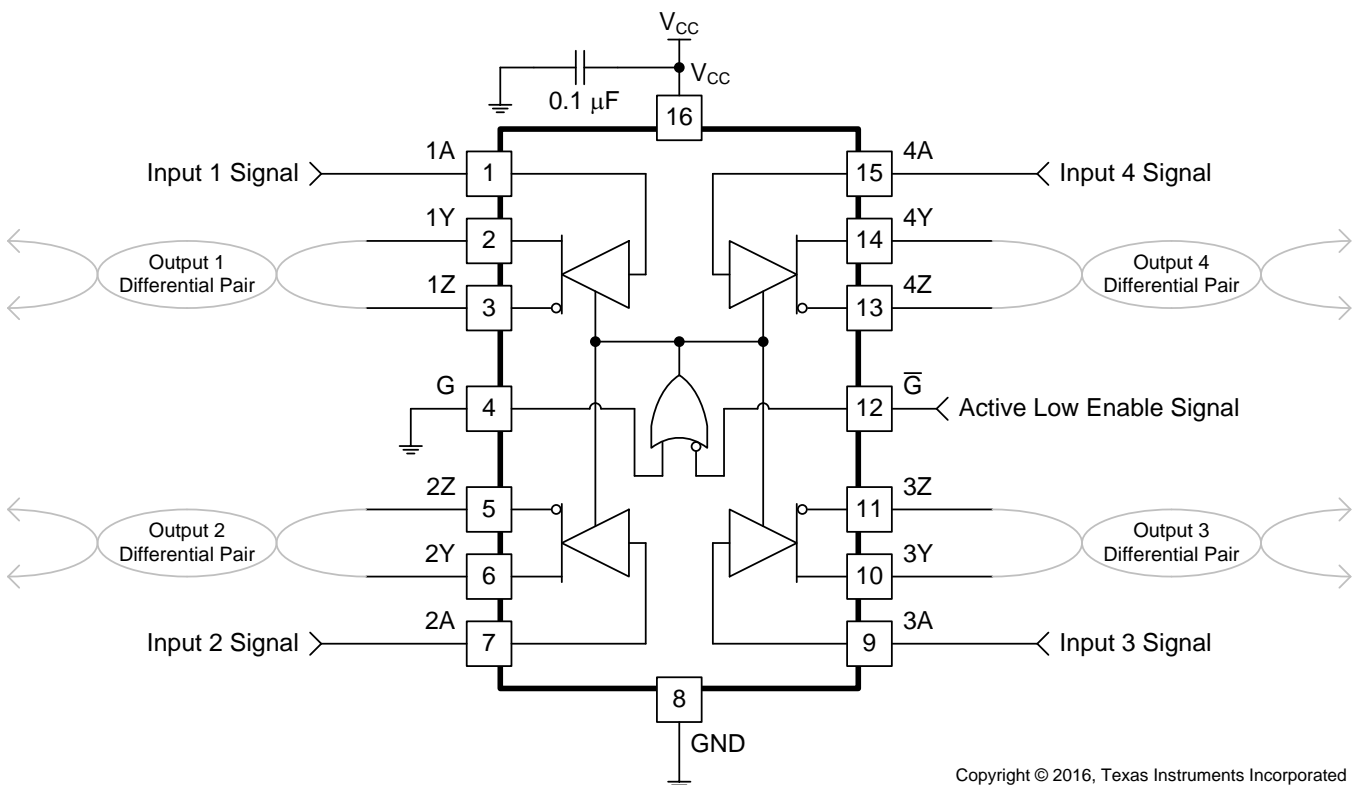 V_CC
V_CC
0.1 μF
16
1A
4A
Input 1 Signal
1
15
Input 4 Signal
1Y
4Y
2
14
Output 1
Differential Pair
Output 4
Differential Pair
1Z
4Z
3
13
G
G̅
4
12
Active Low Enable Signal
2Z
3Z
5
11
Output 2
Differential Pair
Output 3
Differential Pair
2Y
3Y
6
10
2A
3A
Input 2 Signal
7
9
Input 3 Signal
8
GND
Copyright © 2016, Texas Instruments Incorporated